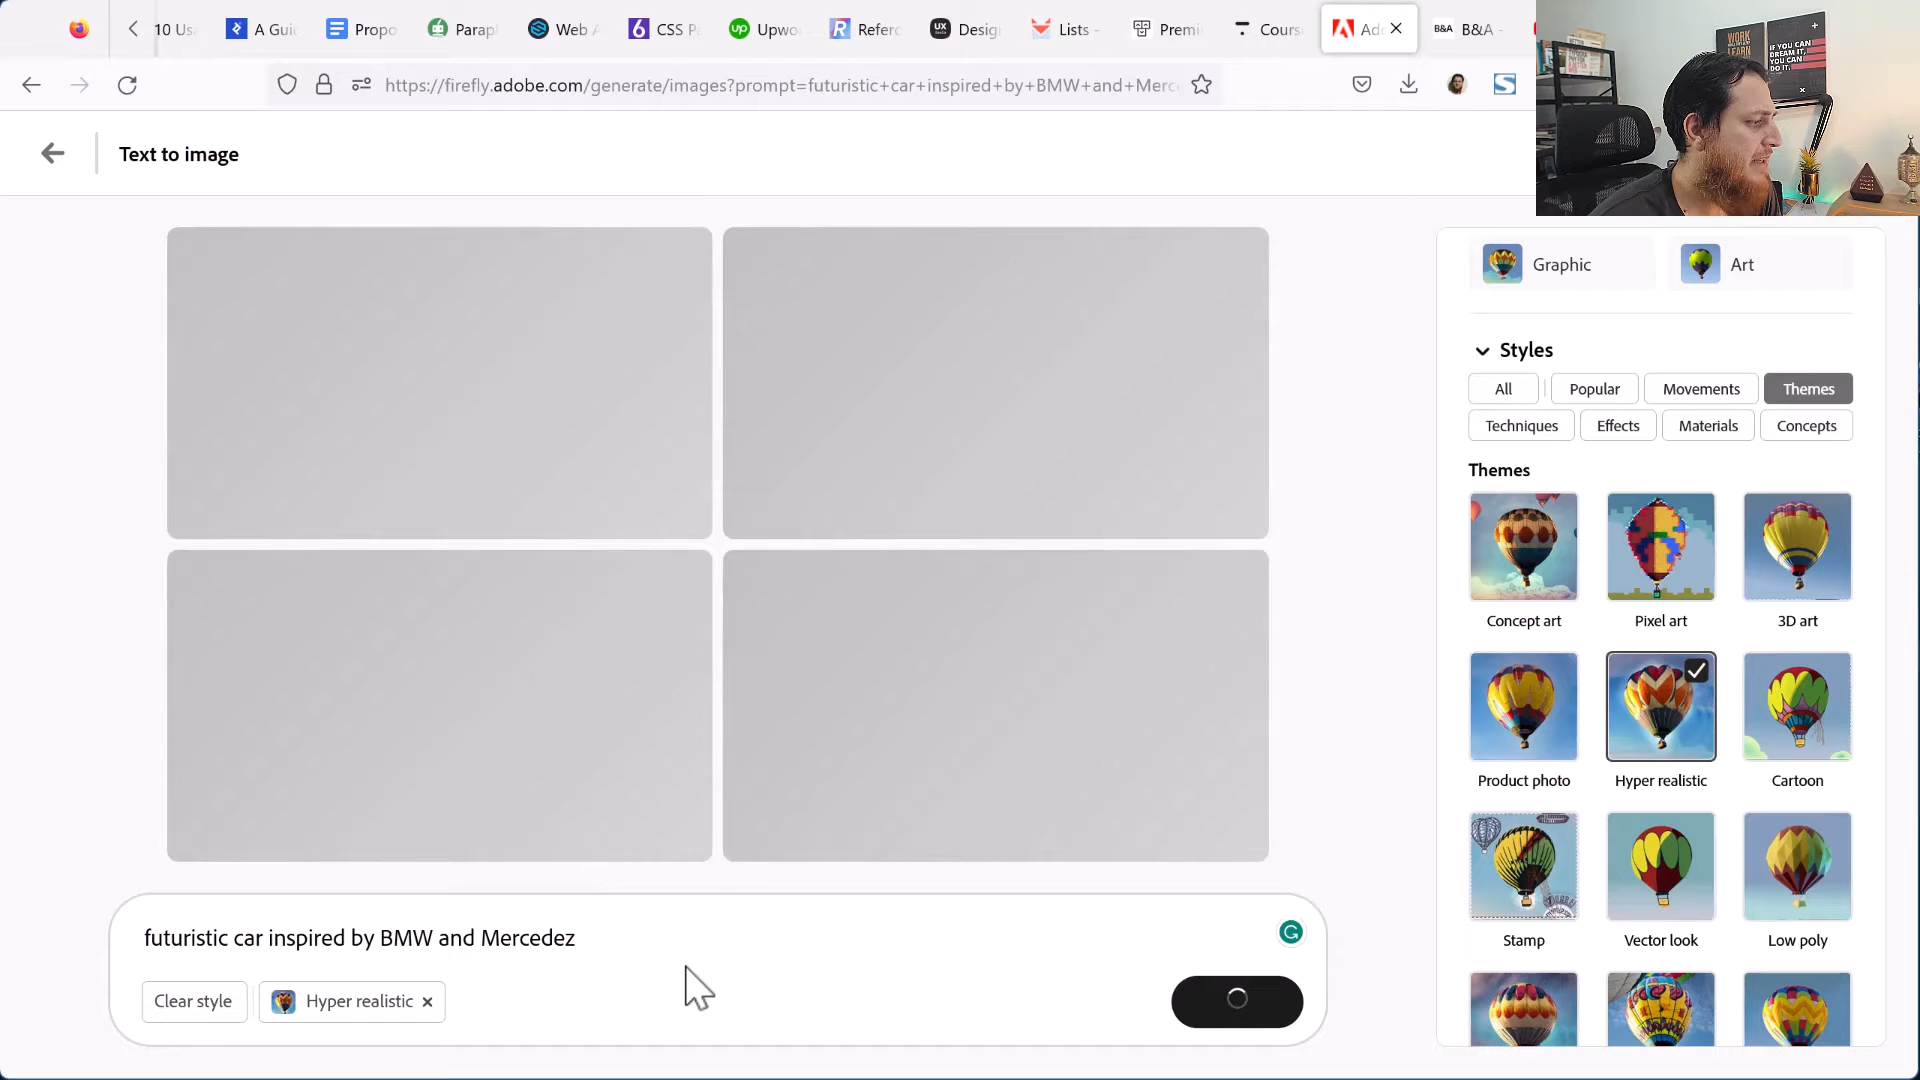 10 Us
A Gui
Propo
Parap
Web A
CSS P
Upwo
Refer
UX
Desig
Lists -
Premi
Cours
Ad
B&A
B&A -
https://firefly.adobe.com/generate/images?prompt=futuristic+car+inspired+by+BMW+and+Merc
WORK
LEARN
IF YOU CAN
DREAM IT,
YOU CAN
DO IT.
Text to image
Graphic
Art
Styles
All
Popular
Movements
Themes
Techniques
Effects
Materials
Concepts
Themes
Concept art
Pixel art
3D art
Product photo
Hyper realistic
Cartoon
Stamp
Vector look
Low poly
futuristic car inspired by BMW and Mercedez
Clear style
Hyper realistic